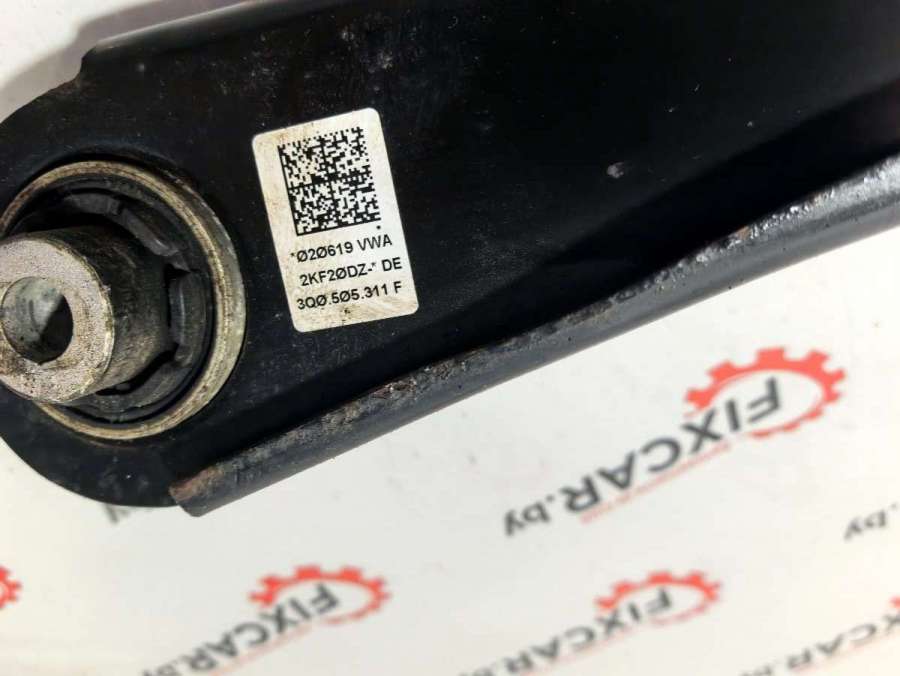 *Ø2Ø619 VWA
2KF2ØDZ-* DE
3QØ.5Ø5.311 F
FIXCAR.by
FIXCAR.by
FIXCAR.by